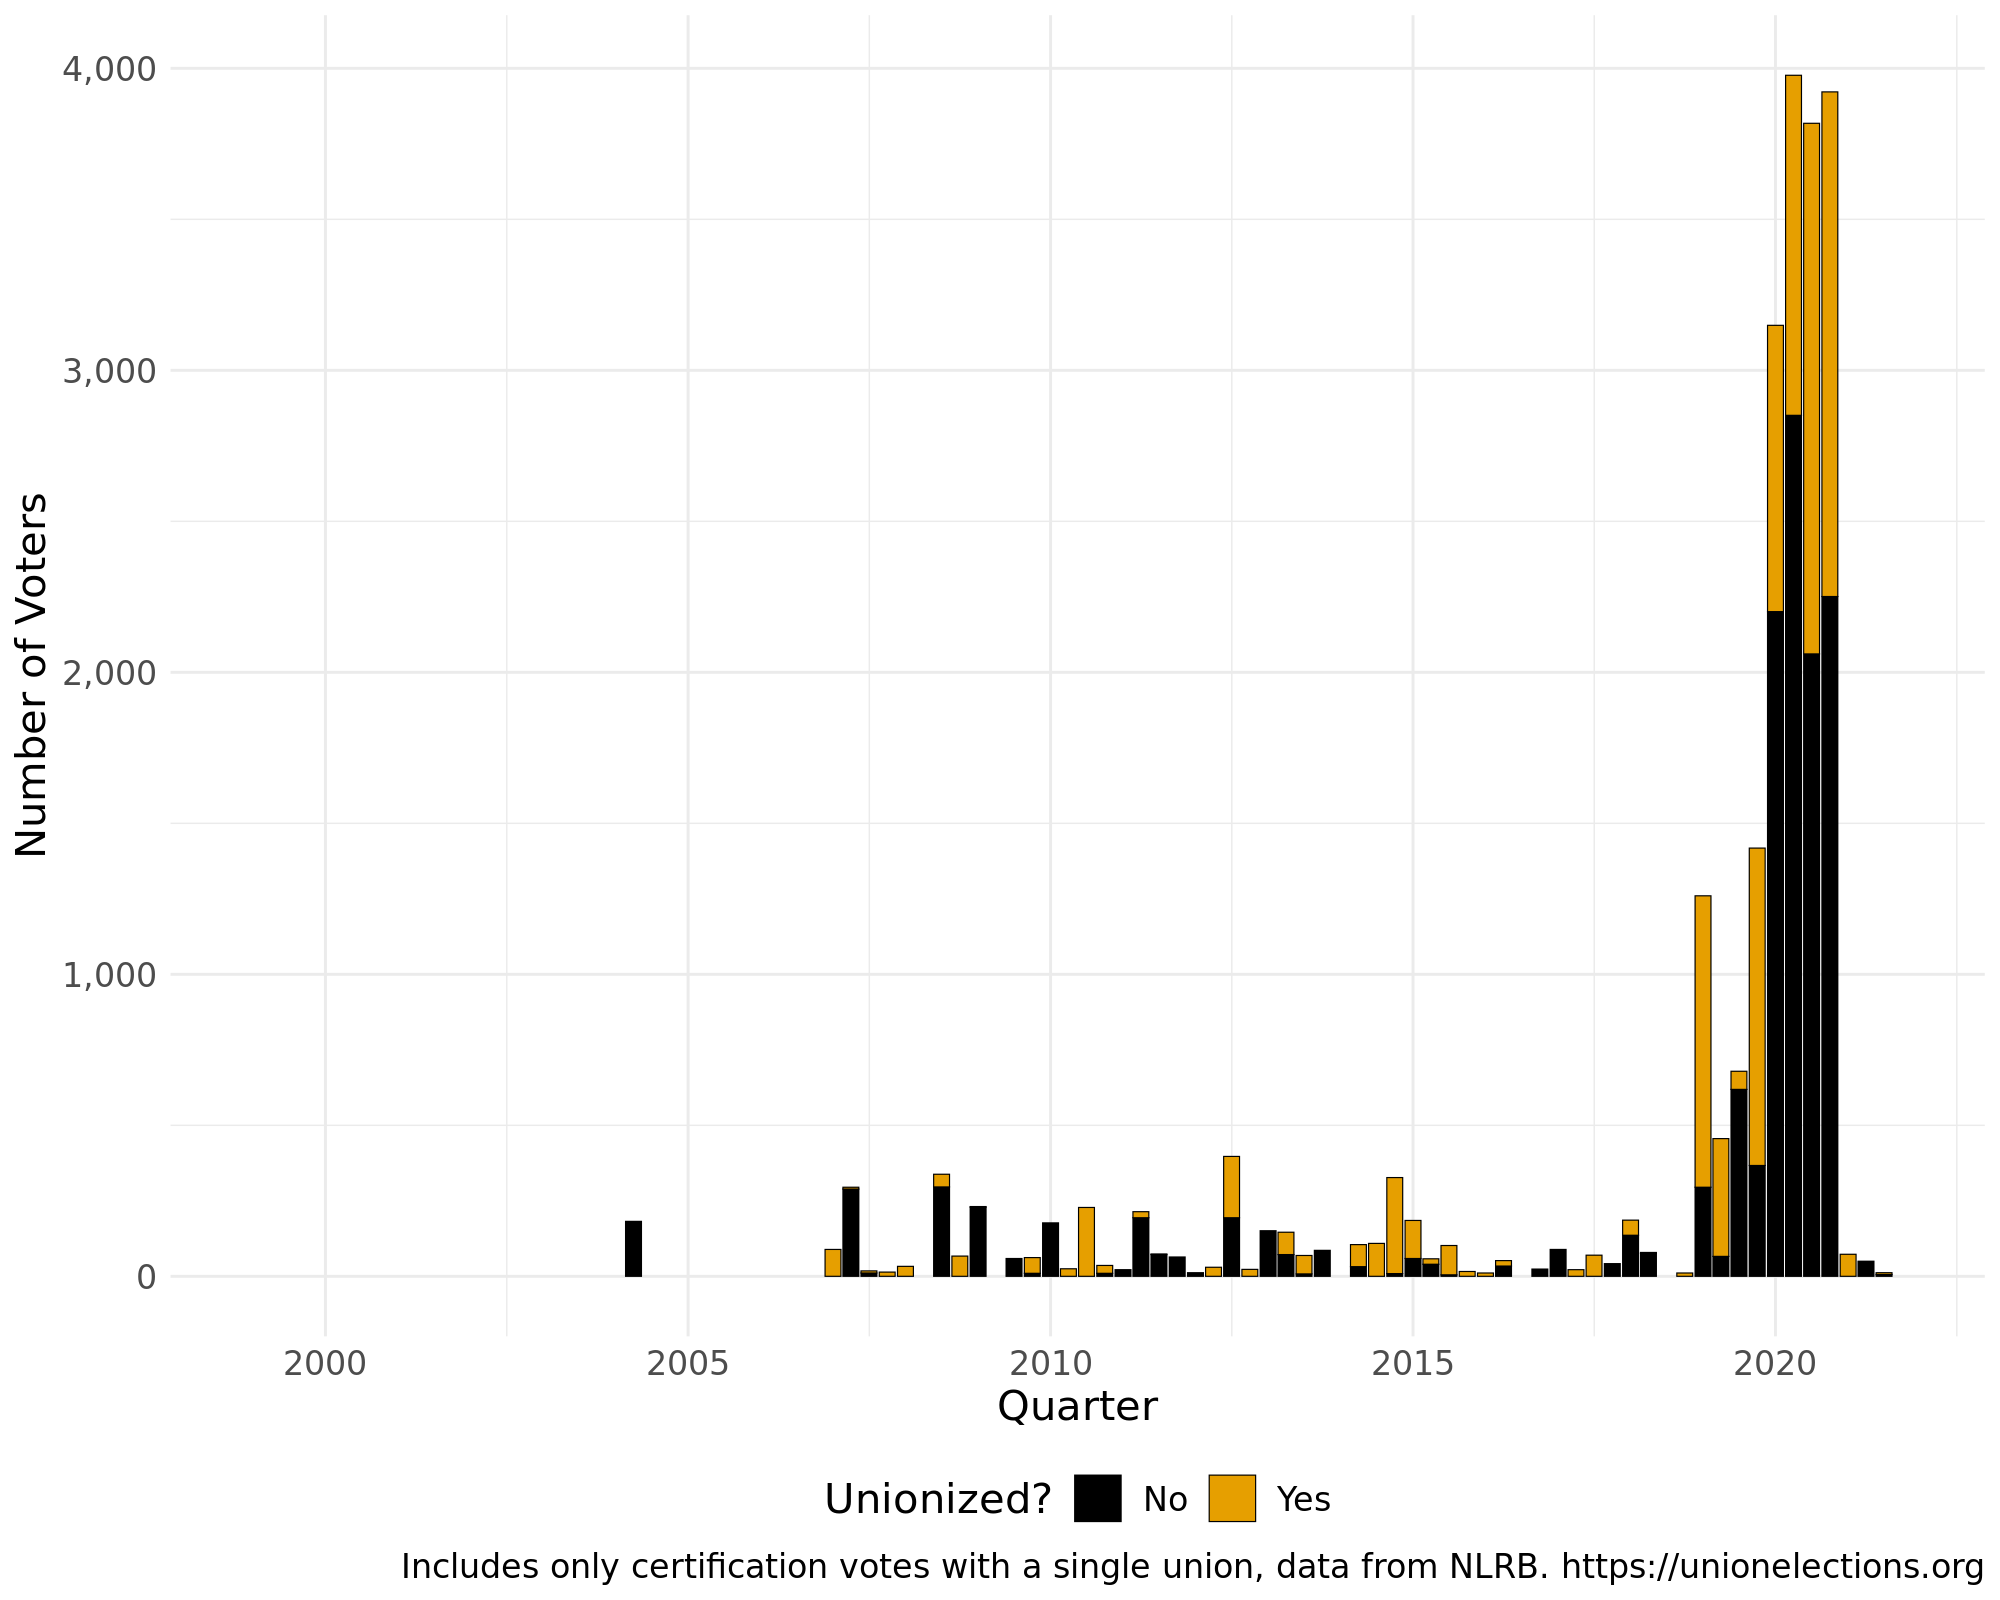 4,000
3,000
2,000
1,000
0
Number of Voters
2000 2005 2010 2015 2020
Quarter
Unionized? No Yes
Includes only certification votes with a single union, data from NLRB. https://unionelections.org